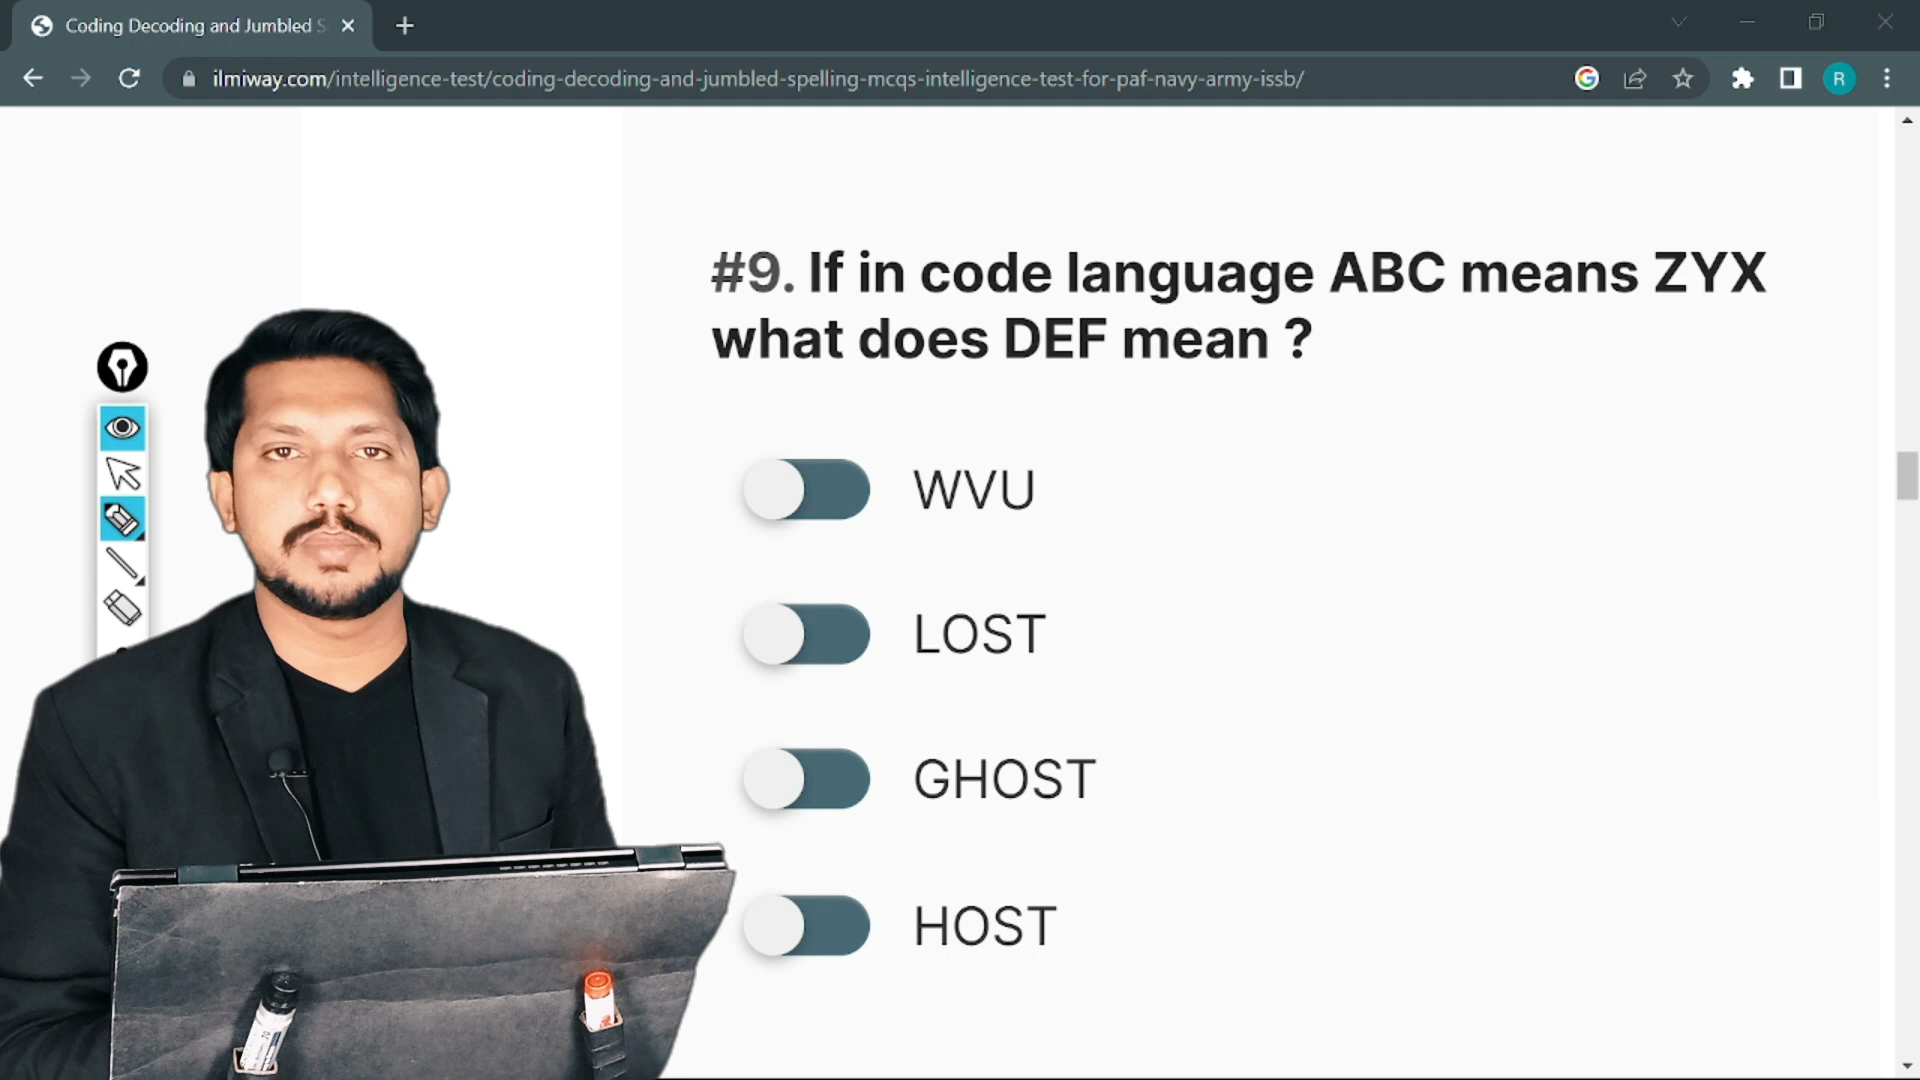 Coding Decoding and Jumbled S
ilmiway.com/intelligence-test/coding-decoding-and-jumbled-spelling-mcqs-intelligence-test-for-paf-navy-army-issb/
R
#9. If in code language ABC means ZYX
what does DEF mean ?
WVU
LOST
GHOST
HOST
70